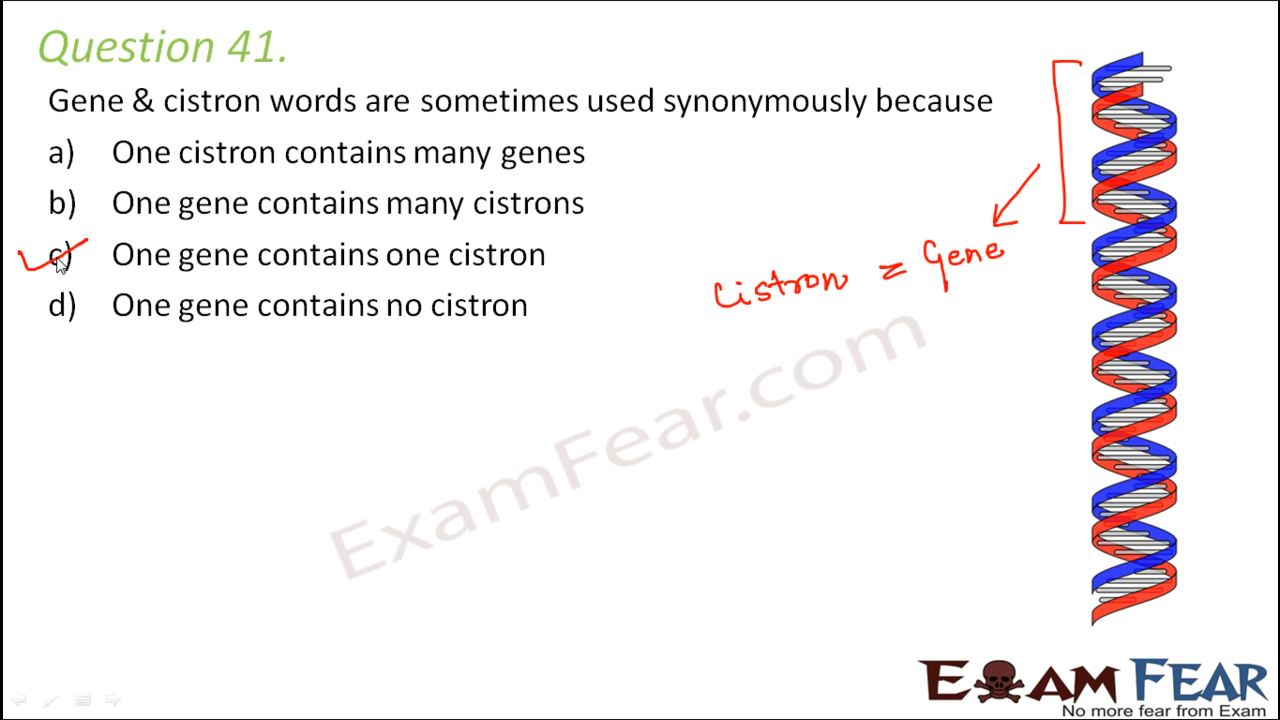 Question 41.
Gene & cistron words are sometimes used synonymously because
a) One cistron contains many genes
b) One gene contains many cistrons
c) One gene contains one cistron
d) One gene contains no cistron
Cistron = Gene
ExamFear.com
EXAM FEAR
No more fear from Exam